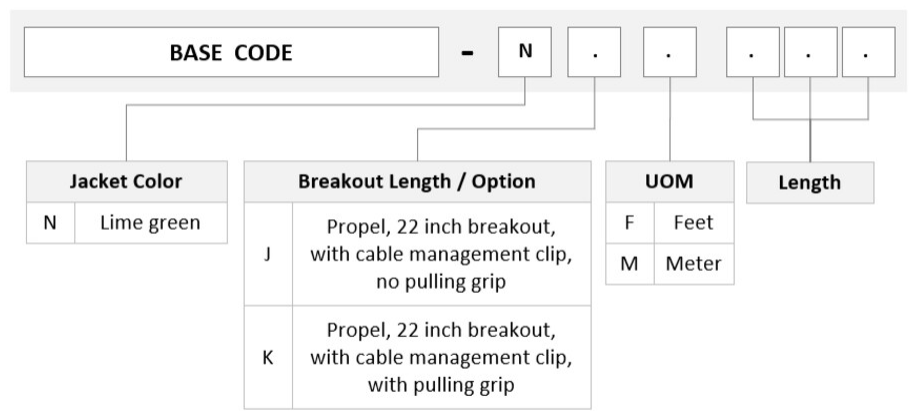 BASE CODE - N . . . . .
Jacket Color
N Lime green
Breakout Length / Option
J Propel, 22 inch breakout,
with cable management clip,
no pulling grip
K Propel, 22 inch breakout,
with cable management clip,
with pulling grip
UOM
F Feet
M Meter
Length